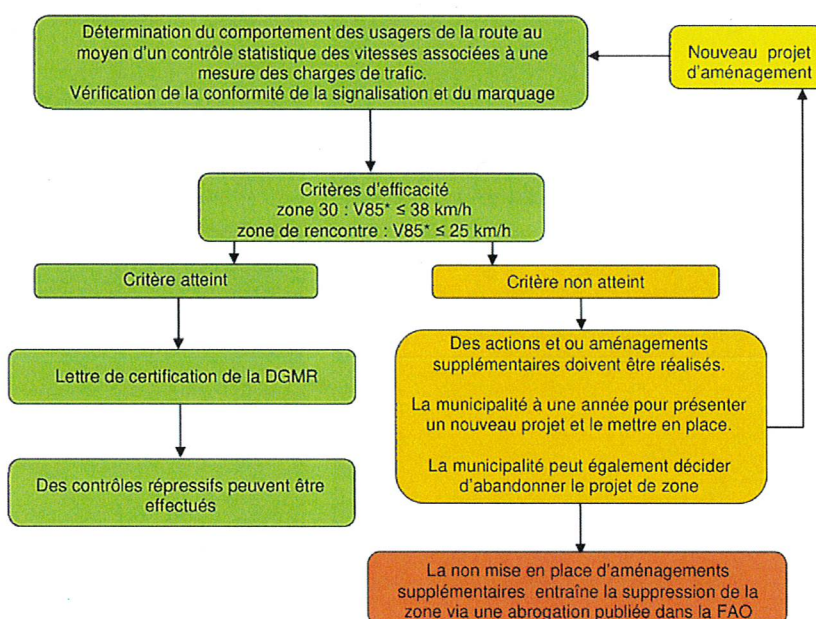 Détermination du comportement des usagers de la route au
moyen d'un contrôle statistique des vitesses associées à une
mesure des charges de trafic.
Vérification de la conformité de la signalisation et du marquage
Nouveau projet
d'aménagement
Critères d'efficacité
zone 30 : V85* ≤ 38 km/h
zone de rencontre : V85* ≤ 25 km/h
Critère atteint
Critère non atteint
Lettre de certification de la DGMR
Des contrôles répressifs peuvent être
effectués
Des actions et ou aménagements
supplémentaires doivent être réalisés.
La municipalité à une année pour présenter
un nouveau projet et le mettre en place.
La municipalité peut également décider
d'abandonner le projet de zone
La non mise en place d'aménagements
supplémentaires entraîne la suppression de la
zone via une abrogation publiée dans la FAO